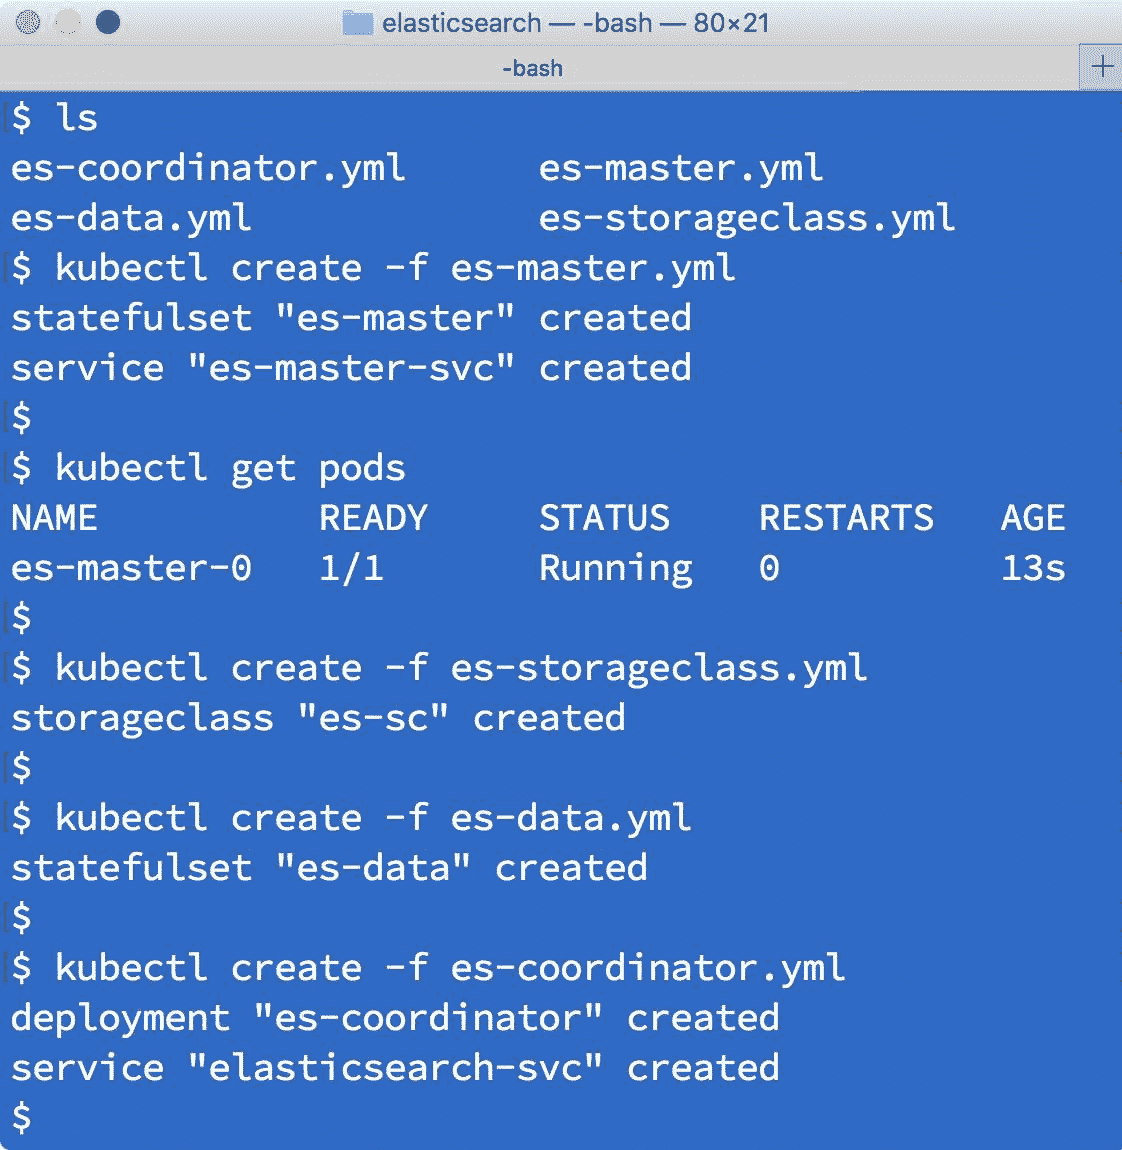 elasticsearch — -bash — 80×21
-bash
+
$ ls
es-coordinator.yml es-master.yml
es-data.yml es-storageclass.yml
$ kubectl create -f es-master.yml
statefulset "es-master" created
service "es-master-svc" created
$
$ kubectl get pods
NAME READY STATUS RESTARTS AGE
es-master-0 1/1 Running 0 13s
$
$ kubectl create -f es-storageclass.yml
storageclass "es-sc" created
$
$ kubectl create -f es-data.yml
statefulset "es-data" created
$
$ kubectl create -f es-coordinator.yml
deployment "es-coordinator" created
service "elasticsearch-svc" created
$